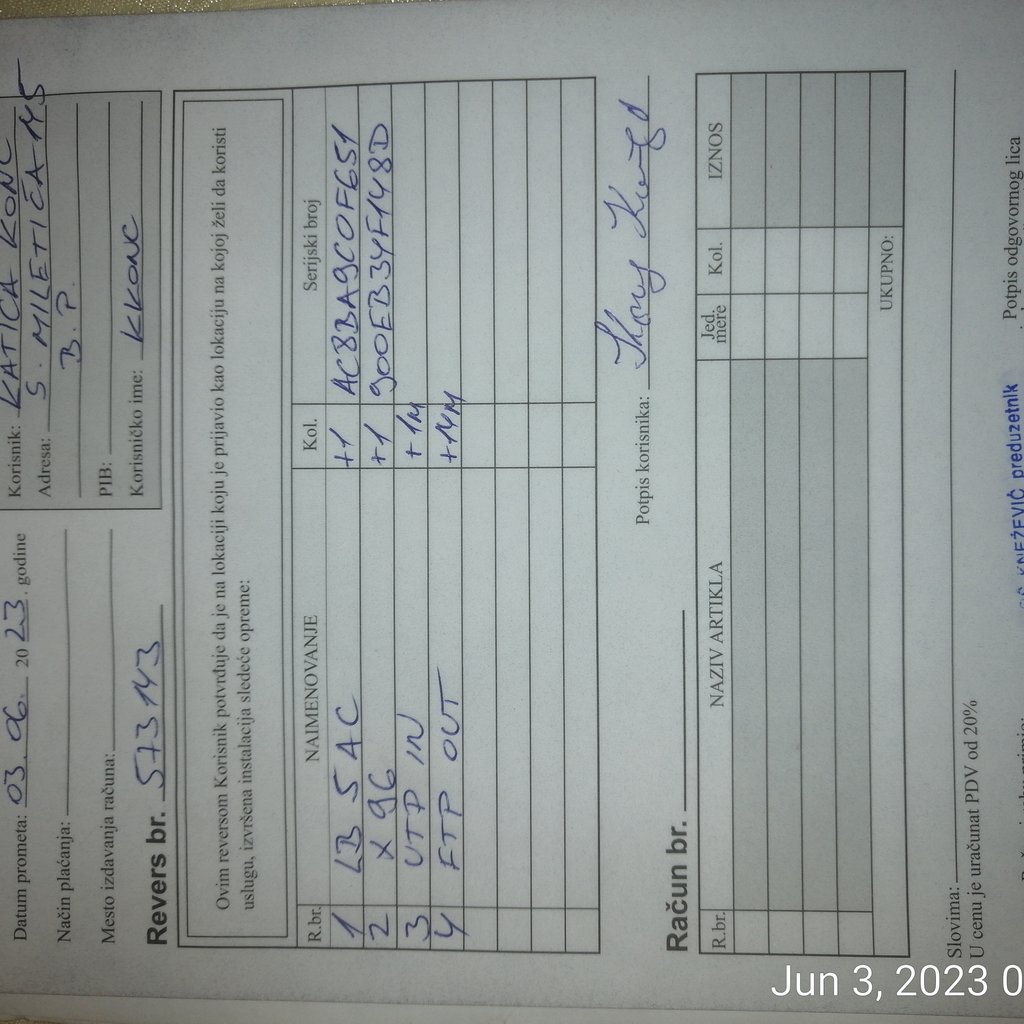 Datum prometa: 03. 06. 2023. godine
Način plaćanja:
Mesto izdavanja računa:
Revers br. 573143
Korisnik: KATICA KONC
Adresa: S. MILETIĆA 145
B. P.
PIB:
Korisničko ime: KKONC
Ovim reversom Korisnik potvrđuje da je na lokaciji koju je prijavio kao lokaciju na kojoj želi da koristi
uslugu, izvršena instalacija sledeće opreme:
R.br. NAIMENOVANJE Kol. Serijski broj
1 LB 5 AC +1 AC8BA9C0F651
2 X 96 +1 900EB34F148D
3 UTP IN +1M
4 FTP OUT +14M
Potpis korisnika:
Račun br.
R.br. NAZIV ARTIKLA Jed. mere Kol. IZNOS
UKUPNO:
Slovima:
U cenu je uračunat PDV od 20%
Potpis odgovornog lica
KNEŽEVIĆ preduzetnik
Jun 3, 2023